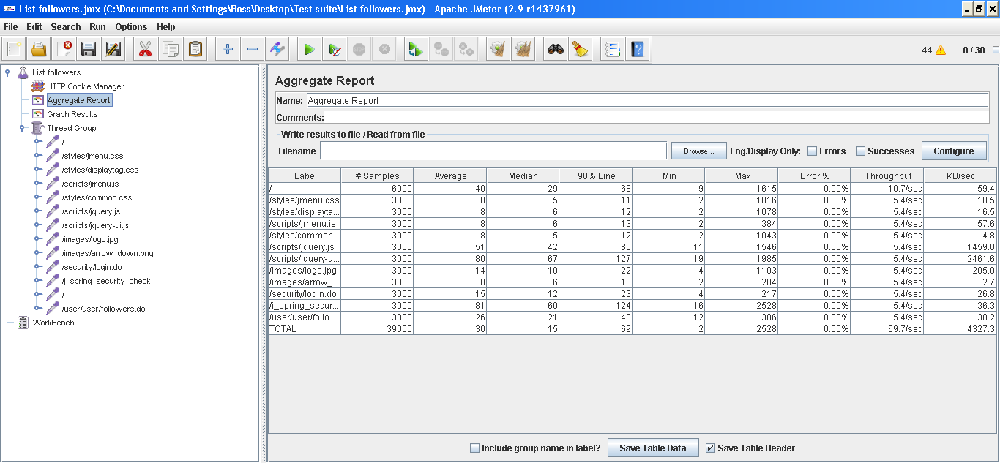 List followers.jmx (C:\Documents and Settings\Boss\Desktop\Test suite\List followers.jmx) - Apache JMeter (2.9 r1437961)
File Edit Search Run Options Help
44 0 / 30
List followers
HTTP Cookie Manager
Aggregate Report
Graph Results
Thread Group
/
/styles/jmenu.css
/styles/displaytag.css
/scripts/jmenu.js
/styles/common.css
/scripts/jquery.js
/scripts/jquery-ui.js
/images/logo.jpg
/images/arrow_down.png
/security/login.do
/j_spring_security_check
/
/user/user/followers.do
WorkBench
Aggregate Report
Name: Aggregate Report
Comments:
Write results to file / Read from file
Filename Browse... Log/Display Only: Errors Successes Configure
Label # Samples Average Median 90% Line Min Max Error % Throughput KB/sec
/ 6000 40 29 68 9 1615 0.00% 10.7/sec 59.4
/styles/jmenu.css 3000 8 5 11 2 1016 0.00% 5.4/sec 10.5
/styles/displayta... 3000 8 6 12 2 1078 0.00% 5.4/sec 16.5
/scripts/jmenu.js 3000 8 6 13 2 384 0.00% 5.4/sec 57.6
/styles/common... 3000 8 5 12 2 1043 0.00% 5.4/sec 4.8
/scripts/jquery.js 3000 51 42 80 11 1546 0.00% 5.4/sec 1459.0
/scripts/jquery-u... 3000 80 67 127 19 1985 0.00% 5.4/sec 2461.6
/images/logo.jpg 3000 14 10 22 4 1103 0.00% 5.4/sec 205.0
/images/arrow_... 3000 8 6 13 2 204 0.00% 5.4/sec 2.7
/security/login.do 3000 15 12 23 4 217 0.00% 5.4/sec 26.8
/j_spring_secur... 3000 81 60 124 16 2528 0.00% 5.4/sec 36.3
/user/user/follo... 3000 26 21 40 12 306 0.00% 5.4/sec 30.2
TOTAL 39000 30 15 69 2 2528 0.00% 69.7/sec 4327.3
Include group name in label? Save Table Data Save Table Header